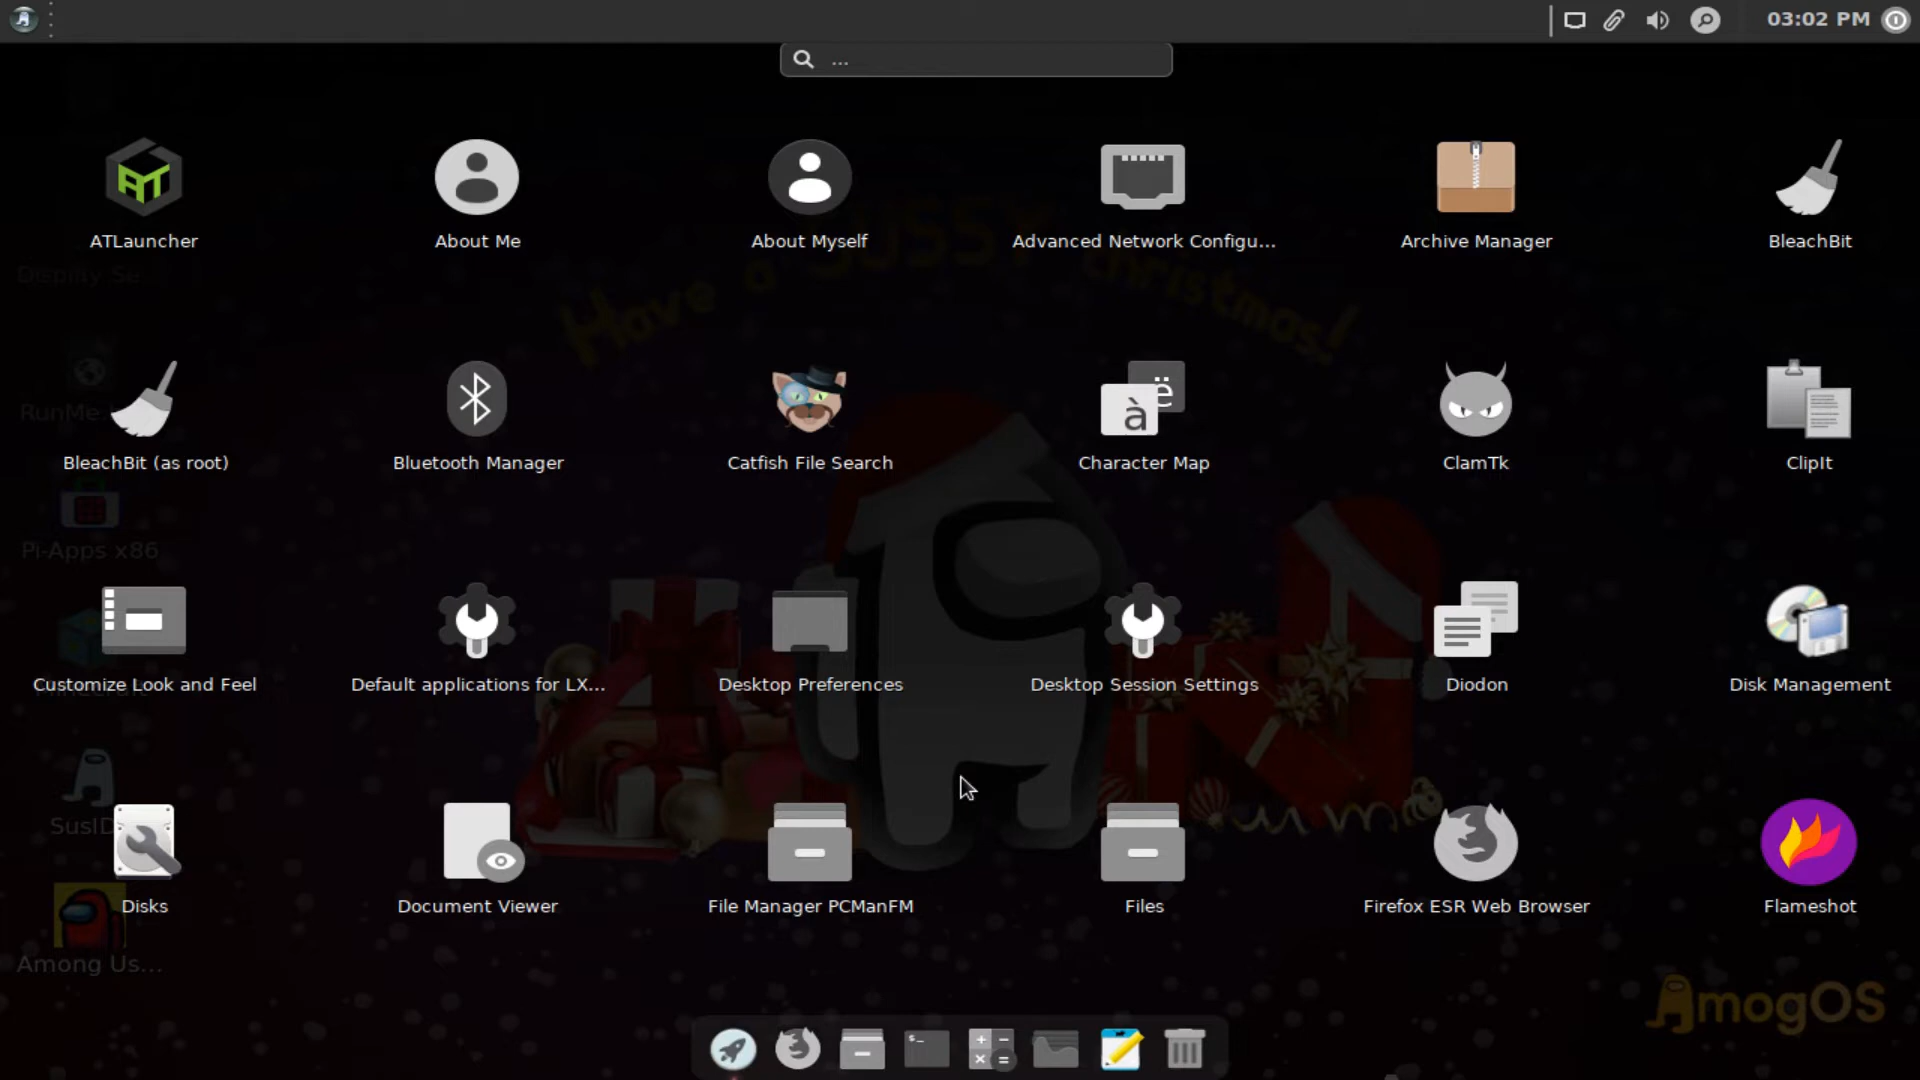 03:02 PM
...
ATLauncher
About Me
About Myself
Advanced Network Configu...
Archive Manager
BleachBit
Display Se...
Have a SUSSY christmas!
BleachBit (as root)
Bluetooth Manager
Catfish File Search
Character Map
ClamTk
ClipIt
RunMe
Pi-Apps x86
Customize Look and Feel
Default applications for LX...
Desktop Preferences
Desktop Session Settings
Diodon
Disk Management
SusID
Disks
Document Viewer
File Manager PCManFM
Files
Firefox ESR Web Browser
Flameshot
Among Us...
AmogOS